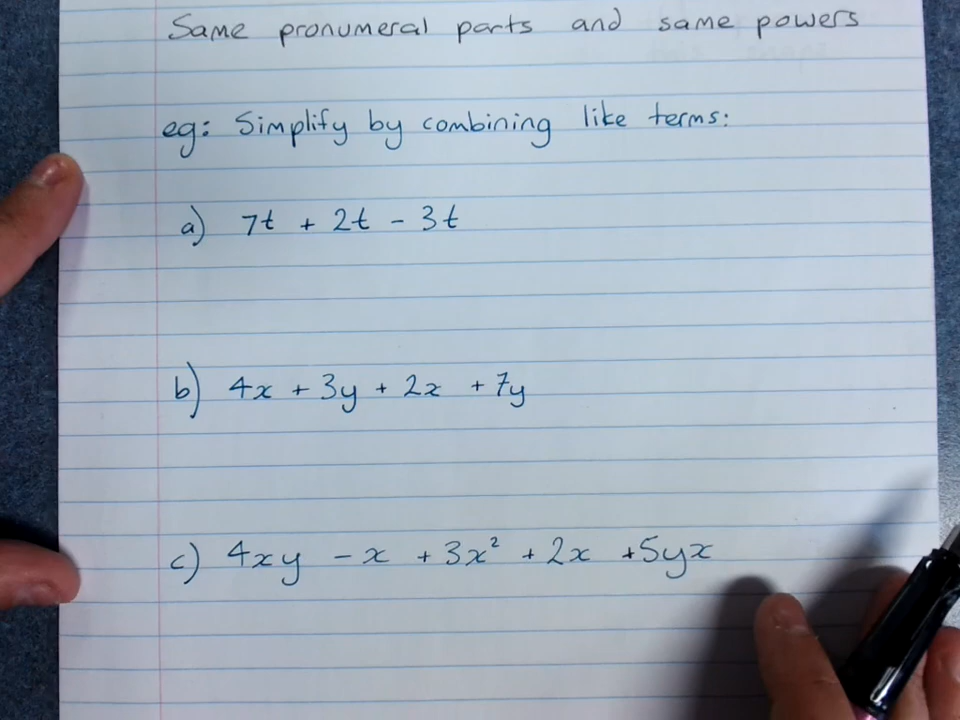 Same pronumeral parts and same powers
eg: Simplify by combining like terms:
a) 7t + 2t - 3t
b) 4x + 3y + 2x + 7y
c) 4xy - x + 3x² + 2x + 5yx